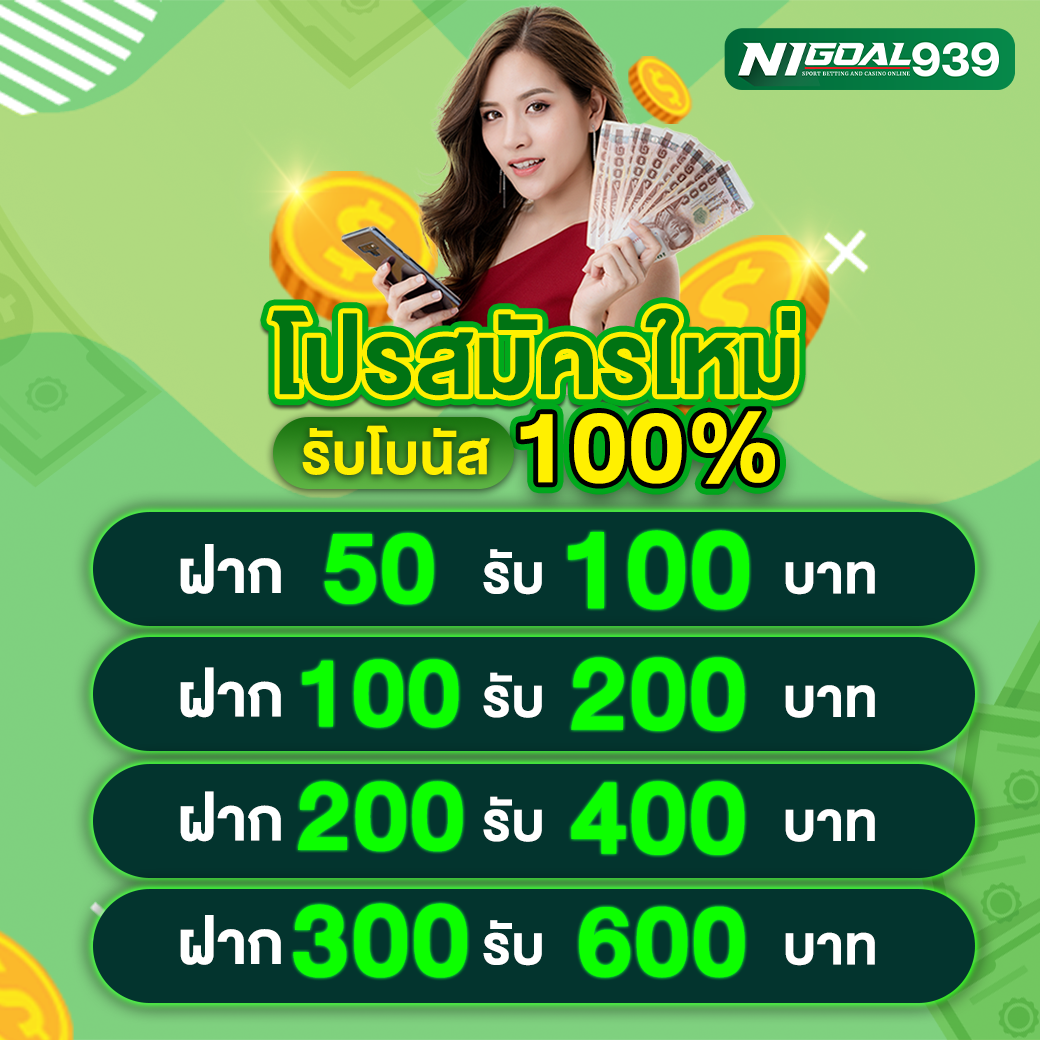 NIGOAL939
SPORT BETTING AND CASINO ONLINE
โปรสมัครใหม่
รับโบนัส 100%
ฝาก 50 รับ 100 บาท
ฝาก 100 รับ 200 บาท
ฝาก 200 รับ 400 บาท
ฝาก 300 รับ 600 บาท